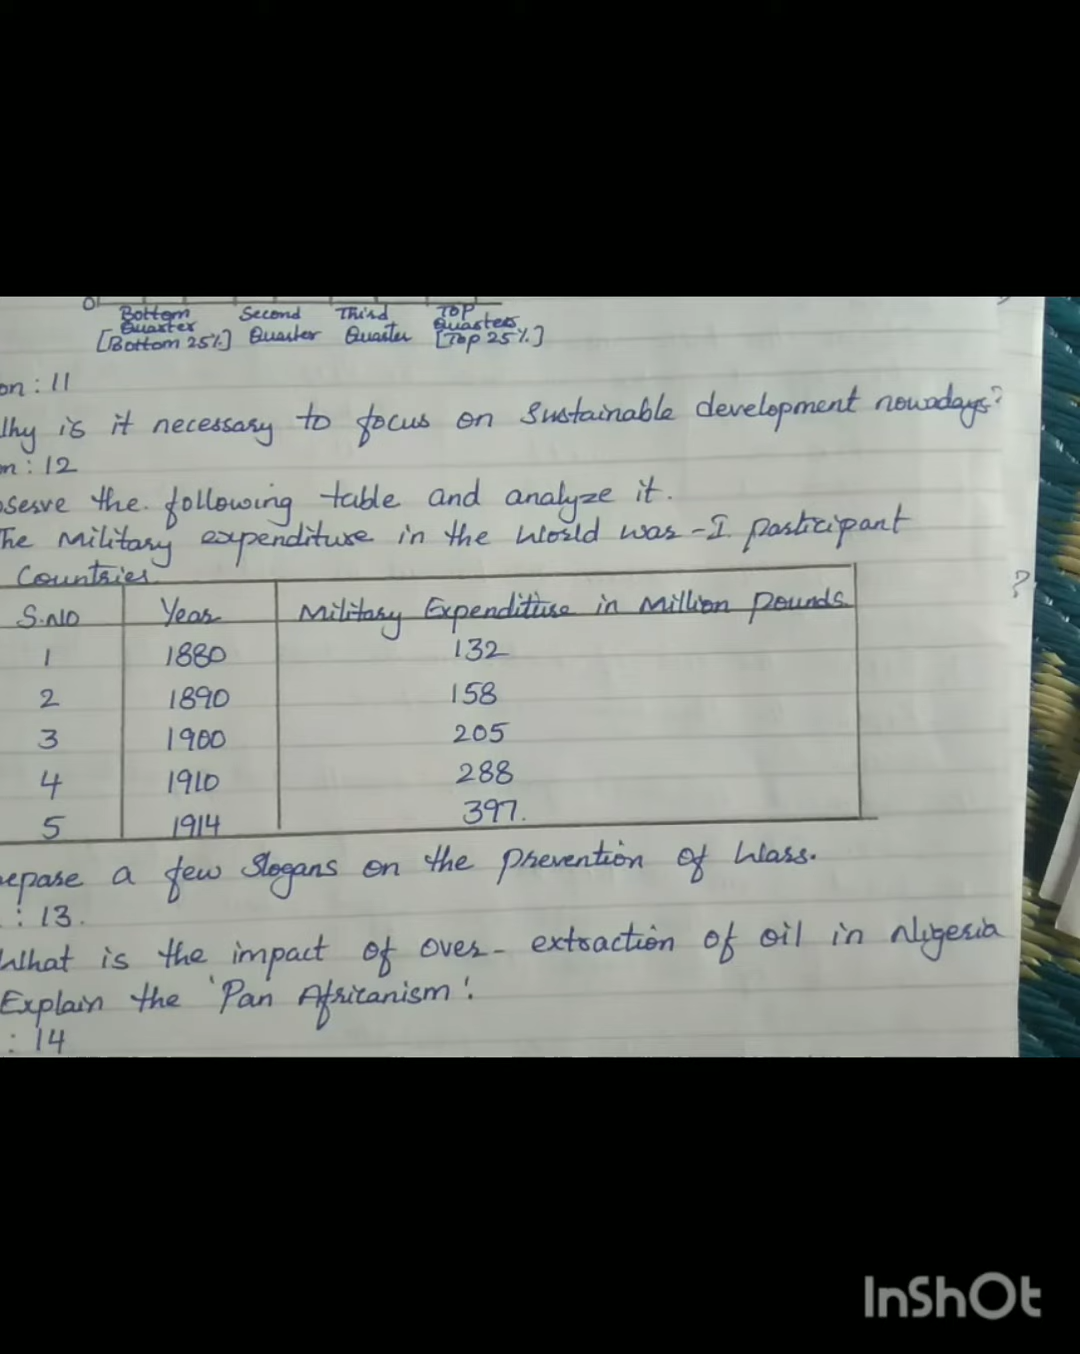 0
Bottom Second Third Top
Quarter Quarter Quarter Quarters
[Bottom 25%] [Top 25%]
on: 11
Why is it necessary to focus on Sustainable development nowadays?
on: 12
bserve the following table and analyze it.
The Military expenditure in the World war-I participant
Countries
?
S.NO Year Military Expenditure in Million Pounds
1 1880 132
2 1890 158
3 1900 205
4 1910 288
5 1914 397.
repare a few Slogans on the prevention of Wars.
: 13.
What is the impact of over-extraction of oil in Nigeria
Explain the 'Pan Africanism'.
: 14
InShOt